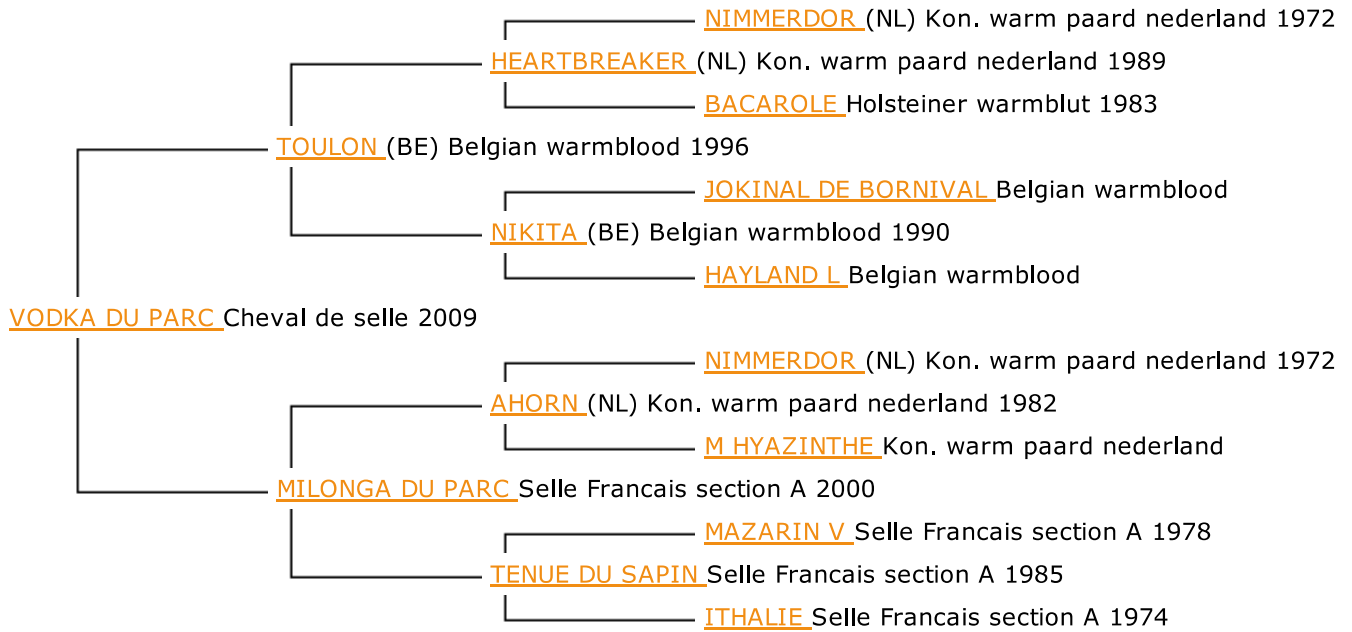 NIMMERDOR (NL) Kon. warm paard nederland 1972
HEARTBREAKER (NL) Kon. warm paard nederland 1989
BACAROLE Holsteiner warmblut 1983
TOULON (BE) Belgian warmblood 1996
JOKINAL DE BORNIVAL Belgian warmblood
NIKITA (BE) Belgian warmblood 1990
HAYLAND L Belgian warmblood
VODKA DU PARC Cheval de selle 2009
NIMMERDOR (NL) Kon. warm paard nederland 1972
AHORN (NL) Kon. warm paard nederland 1982
M HYAZINTHE Kon. warm paard nederland
MILONGA DU PARC Selle Francais section A 2000
MAZARIN V Selle Francais section A 1978
TENUE DU SAPIN Selle Francais section A 1985
ITHALIE Selle Francais section A 1974